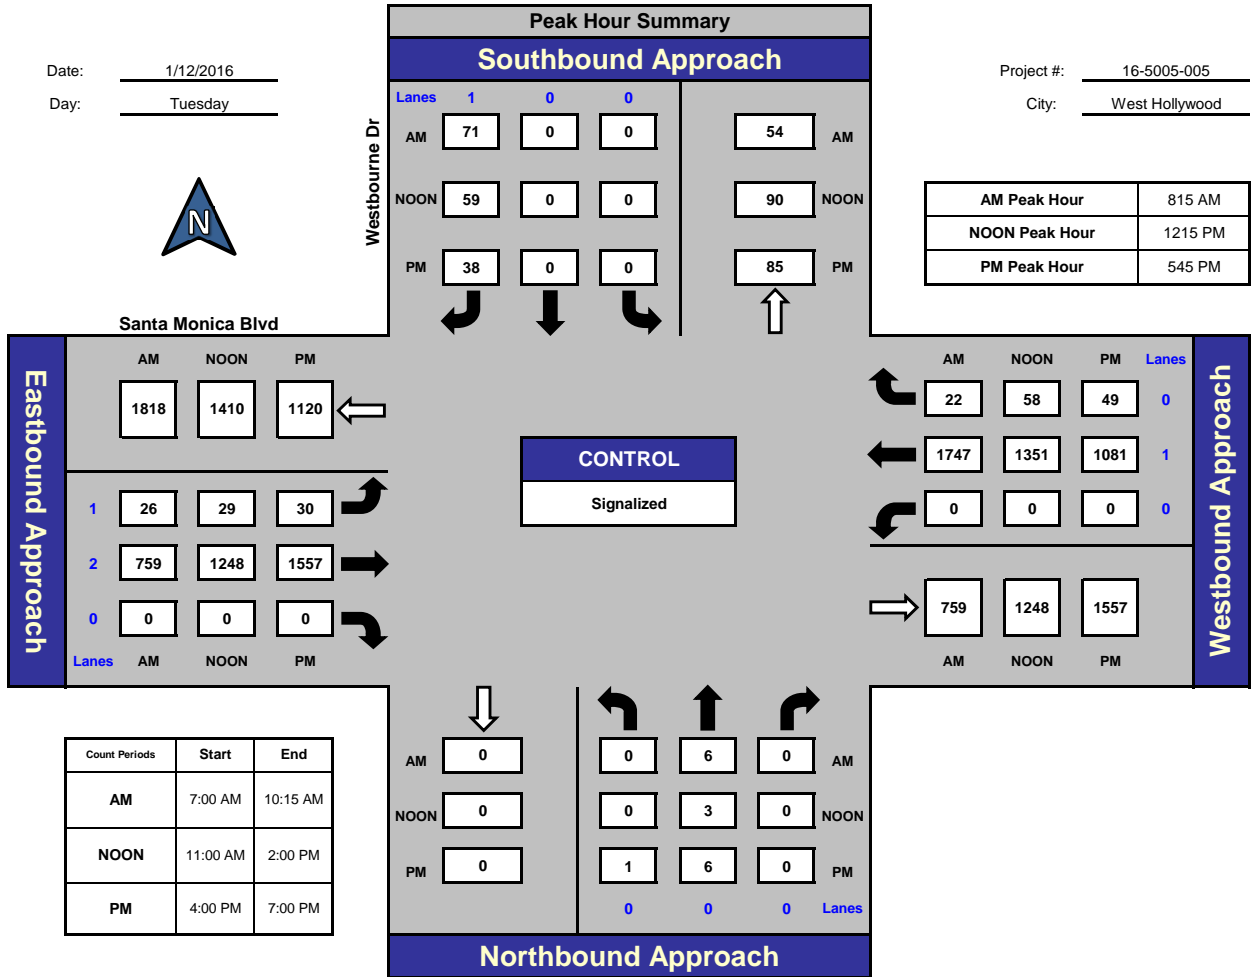 Peak Hour Summary
Southbound Approach
Date: 1/12/2016
Day: Tuesday
Project #: 16-5005-005
City: West Hollywood
Westbourne Dr
Lanes 1 0 0
AM 71 0 0 54 AM
NOON 59 0 0 90 NOON
PM 38 0 0 85 PM
N
AM Peak Hour 815 AM
NOON Peak Hour 1215 PM
PM Peak Hour 545 PM
Santa Monica Blvd
Eastbound Approach
AM NOON PM
1818 1410 1120
1 26 29 30
2 759 1248 1557
0 0 0 0
Lanes AM NOON PM
CONTROL
Signalized
AM NOON PM Lanes
22 58 49 0
1747 1351 1081 1
0 0 0 0
759 1248 1557
AM NOON PM
Westbound Approach
Count Periods Start End
AM 7:00 AM 10:15 AM
NOON 11:00 AM 2:00 PM
PM 4:00 PM 7:00 PM
AM 0 0 6 0 AM
NOON 0 0 3 0 NOON
PM 0 1 6 0 PM
0 0 0 Lanes
Northbound Approach